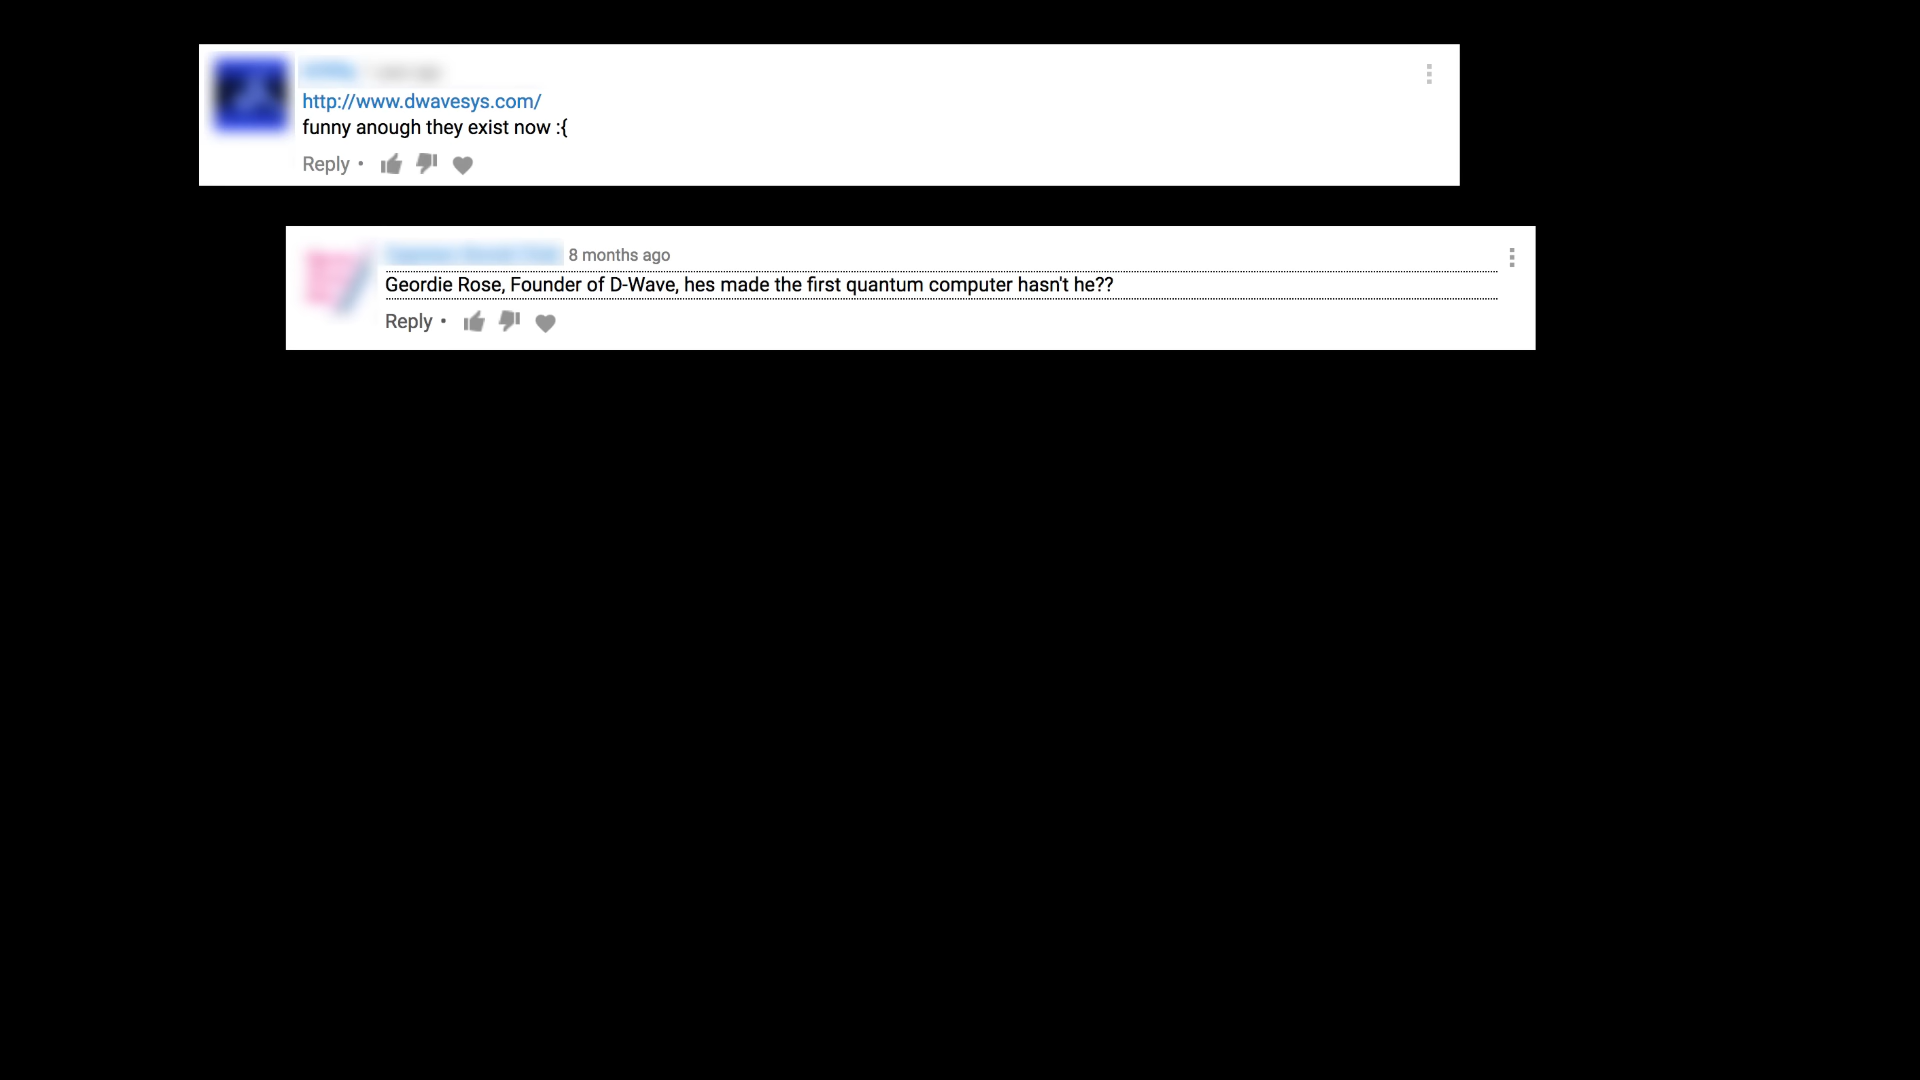 http://www.dwavesys.com/
funny anough they exist now :{
Reply •
8 months ago
Geordie Rose, Founder of D-Wave, hes made the first quantum computer hasn't he??
Reply •